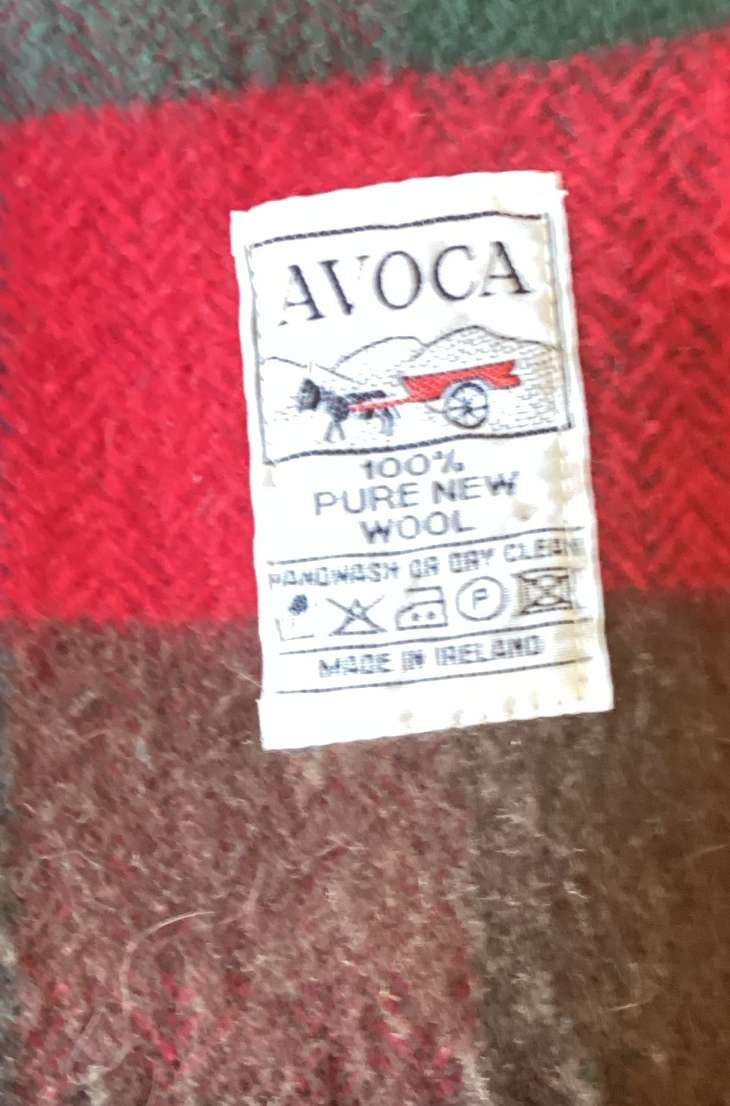 AVOCA
100%
PURE NEW
WOOL
HANDWASH OR DRY CLEAN
P
MADE IN IRELAND